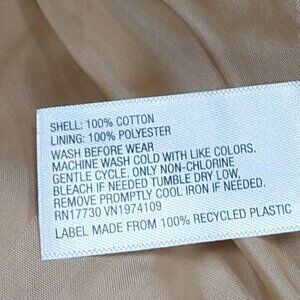 SHELL: 100% COTTON
LINING: 100% POLYESTER
WASH BEFORE WEAR
MACHINE WASH COLD WITH LIKE COLORS.
GENTLE CYCLE. ONLY NON-CHLORINE
BLEACH IF NEEDED TUMBLE DRY LOW,
REMOVE PROMPTLY COOL IRON IF NEEDED.
RN17730 VN1974109
LABEL MADE FROM 100% RECYCLED PLASTIC